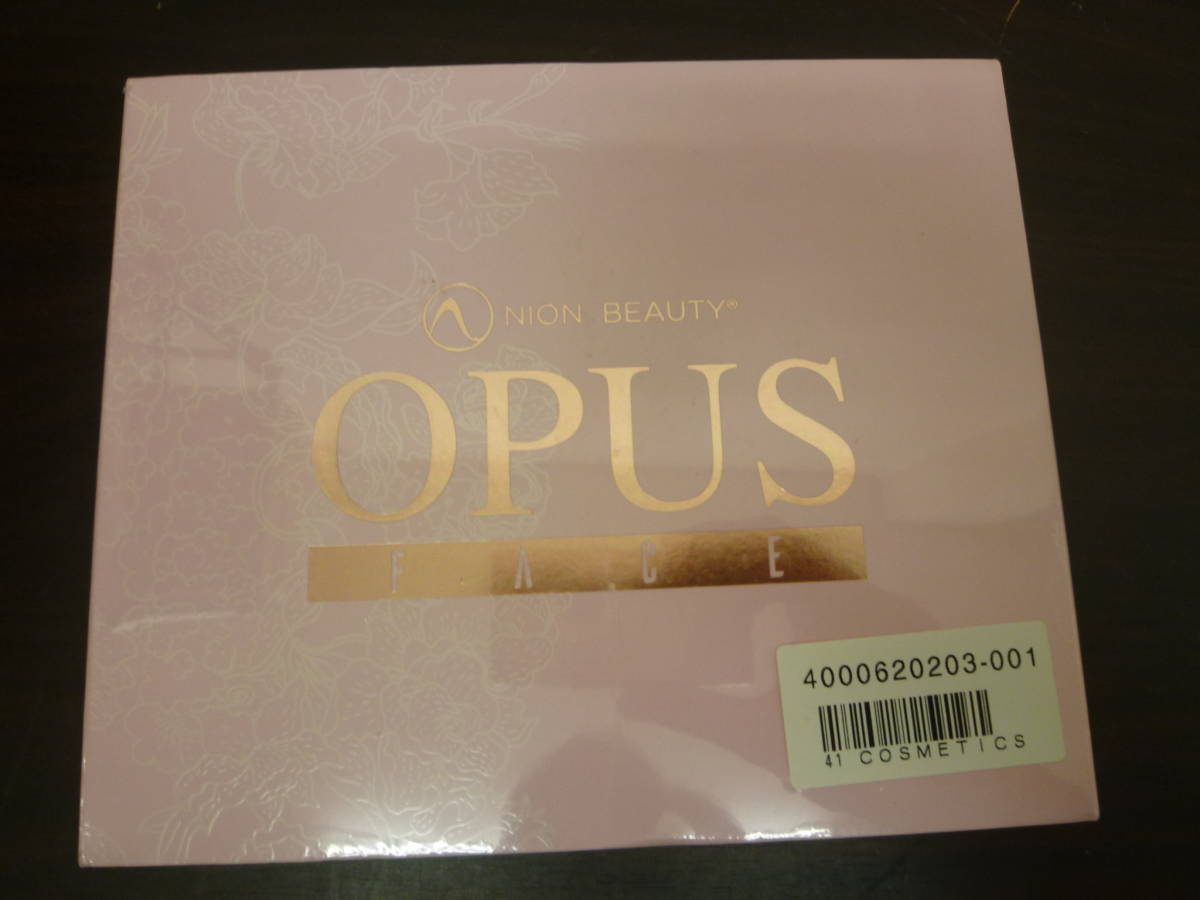 NION BEAUTY®
OPUS
FACE
4000620203-001
41 COSMETICS